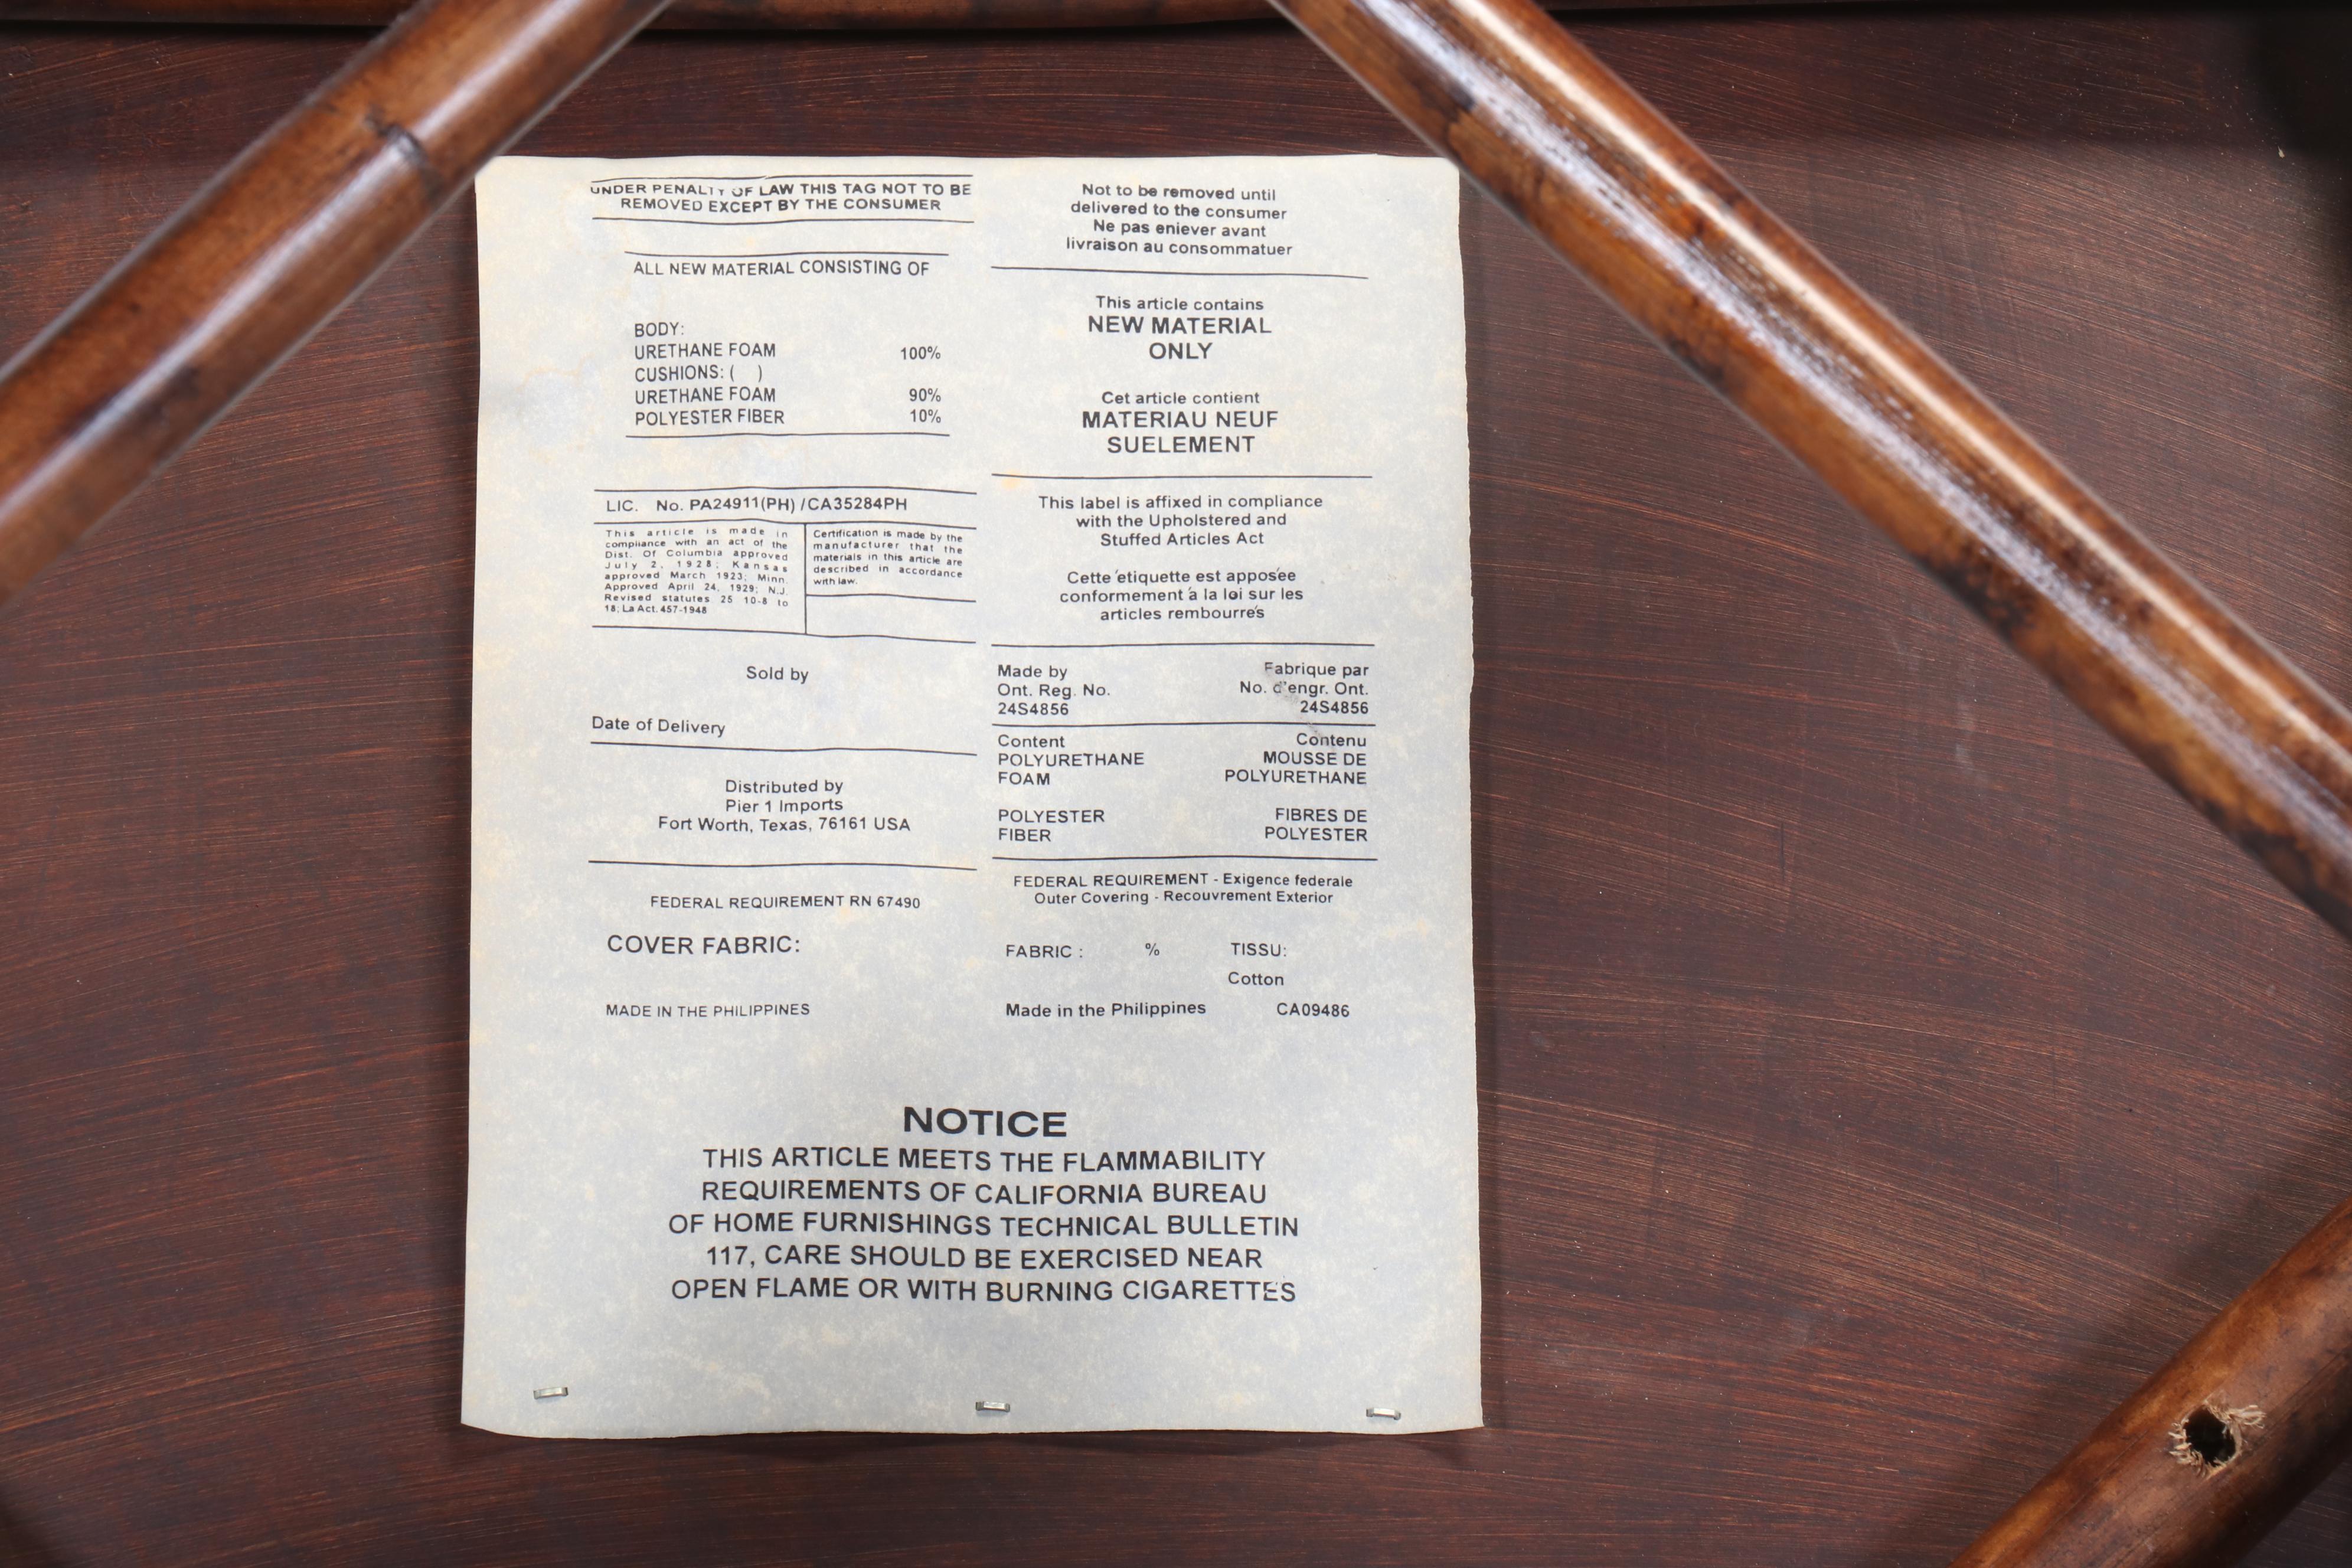 UNDER PENALTY OF LAW THIS TAG NOT TO BE
REMOVED EXCEPT BY THE CONSUMER
ALL NEW MATERIAL CONSISTING OF
BODY:
URETHANE FOAM 100%
CUSHIONS: ( )
URETHANE FOAM 90%
POLYESTER FIBER 10%
LIC. No. PA24911(PH) /CA35284PH
This article is made in
compliance with an act of the
Dist. Of Columbia approved
July 2, 1928; Kansas
approved March 1923; Minn.
Approved April 24, 1929; N.J.
Revised statutes 25 10-8 to
18; La Act. 457-1948
Certification is made by the
manufacturer that the
materials in this article are
described in accordance
with law.
Sold by
Date of Delivery
Distributed by
Pier 1 Imports
Fort Worth, Texas, 76161 USA
FEDERAL REQUIREMENT RN 67490
COVER FABRIC:
MADE IN THE PHILIPPINES
Not to be removed until
delivered to the consumer
Ne pas eniever avant
livraison au consommatuer
This article contains
NEW MATERIAL
ONLY
Cet article contient
MATERIAU NEUF
SUELEMENT
This label is affixed in compliance
with the Upholstered and
Stuffed Articles Act
Cette étiquette est apposée
conformement á la loi sur les
articles rembourrés
Made by Fabrique par
Ont. Reg. No. No. d'engr. Ont.
24S4856 24S4856
Content Contenu
POLYURETHANE MOUSSE DE
FOAM POLYURETHANE
POLYESTER FIBRES DE
FIBER POLYESTER
FEDERAL REQUIREMENT - Exigence federale
Outer Covering - Recouvrement Exterior
FABRIC : % TISSU:
Cotton
Made in the Philippines CA09486
NOTICE
THIS ARTICLE MEETS THE FLAMMABILITY
REQUIREMENTS OF CALIFORNIA BUREAU
OF HOME FURNISHINGS TECHNICAL BULLETIN
117, CARE SHOULD BE EXERCISED NEAR
OPEN FLAME OR WITH BURNING CIGARETTES